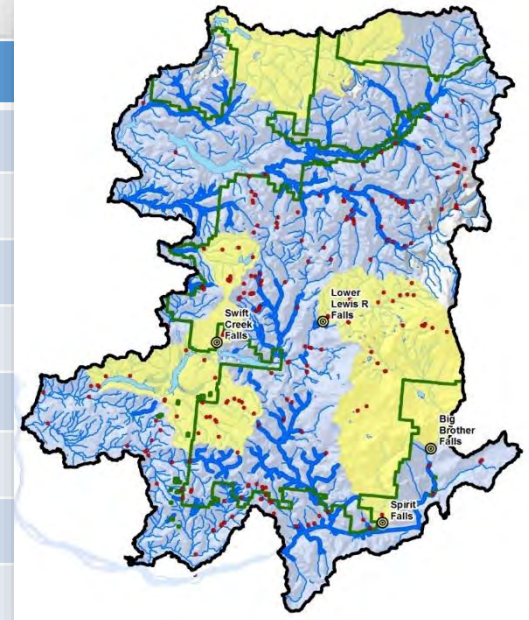 Lower
Lewis R
Falls
Swift
Creek
Falls
Big
Brother
Falls
Spirit
Falls